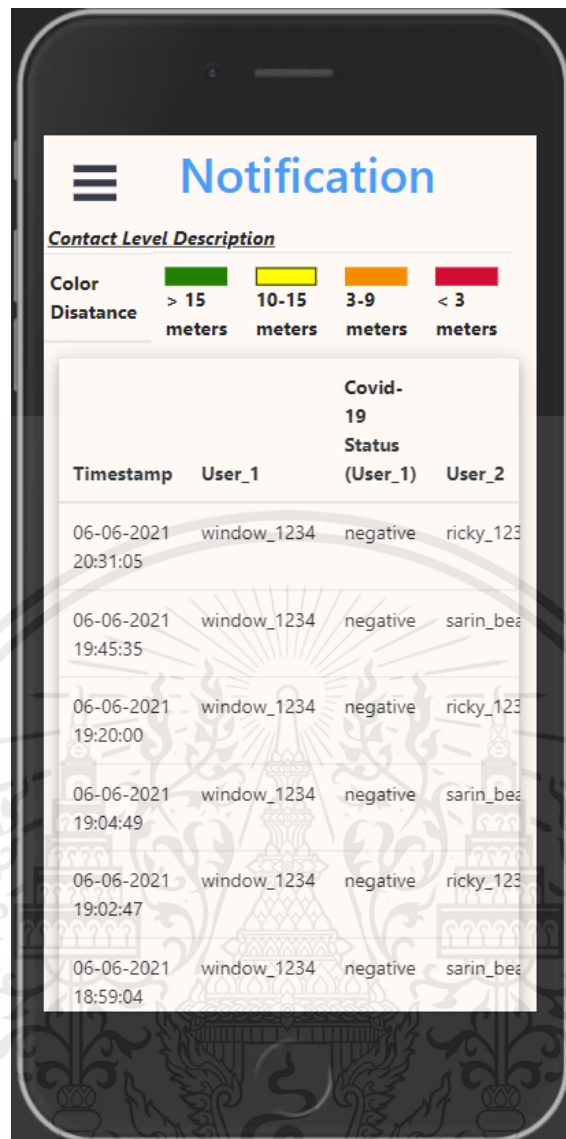 Notification
Contact Level Description
Color
Disatance
> 15
meters
10-15
meters
3-9
meters
< 3
meters
Timestamp User_1 Covid-
19
Status
(User_1) User_2
06-06-2021 window_1234 negative ricky_123
20:31:05
06-06-2021 window_1234 negative sarin_bea
19:45:35
06-06-2021 window_1234 negative ricky_123
19:20:00
06-06-2021 window_1234 negative sarin_bea
19:04:49
06-06-2021 window_1234 negative ricky_123
19:02:47
06-06-2021 window_1234 negative sarin_bea
18:59:04